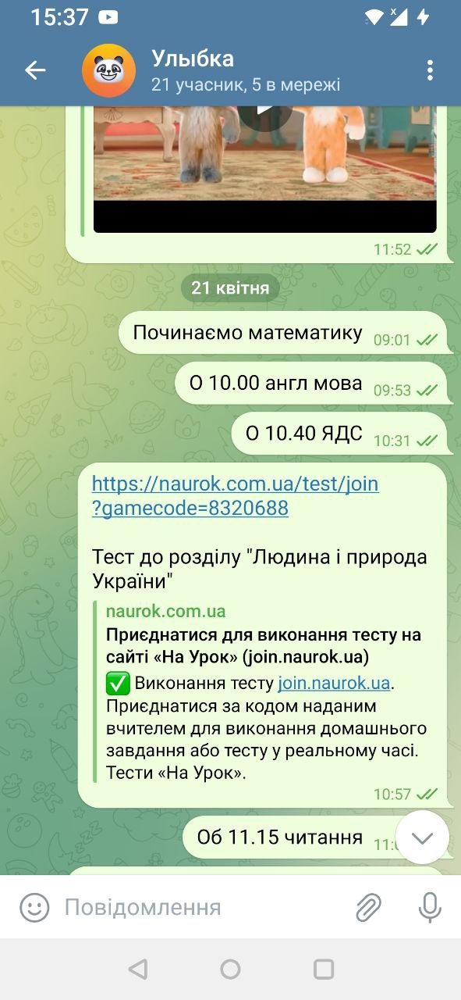 15:37
Улыбка
21 учасник, 5 в мережі
11:52
21 квітня
Починаємо математику 09:01
О 10.00 англ мова 09:53
О 10.40 ЯДС 10:31
https://naurok.com.ua/test/join
?gamecode=8320688
Тест до розділу "Людина і природа
України"
naurok.com.ua
Приєднатися для виконання тесту на
сайті «На Урок» (join.naurok.ua)
✅ Виконання тесту join.naurok.ua.
Приєднатися за кодом наданим
вчителем для виконання домашнього
завдання або тесту у реальному часі.
Тести «На Урок».
10:57
Об 11.15 читання
Повідомлення